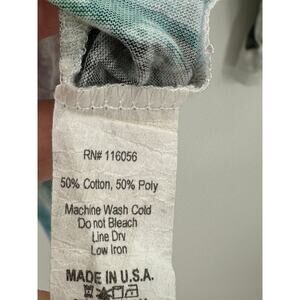 RN# 116056
50% Cotton, 50% Poly
Machine Wash Cold
Do not Bleach
Line Dry
Low Iron
MADE IN U.S.A.